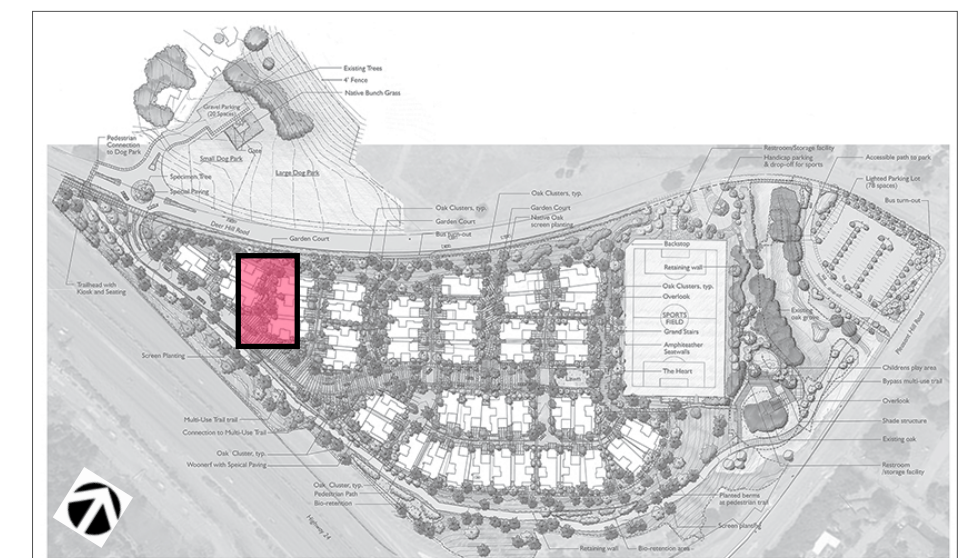 Existing Trees
4' Fence
Native Bunch Grass
Gravel Parking
(20 Spaces)
Pedestrian
Connection
to Dog Park
Gate
Small Dog Park
Large Dog Park
Specimen Tree
Special Paving
Deer Hill Road
Garden Court
Trailhead with
Kiosk and Seating
Oak Clusters, typ.
Garden Court
Bus turn-out
Oak Clusters, typ.
Garden Court
Native Oak
screen planting
Restroom/Storage facility
Handicap parking
& drop-off for sports
Accessible path to park
Lighted Parking Lot
(78 spaces)
Bus turn-out
Backstop
Retaining wall
Oak Clusters, typ.
Overlook
SPORTS
FIELD
Grand Stairs
Amphiteather
Seatwalls
The Heart
Lawn
Existing
oak grove
Pleasant Hill Road
Childrens play area
Bypass multi-use trail
Overlook
Shade structure
Existing oak
Restroom
/storage facility
Screen Planting
Multi-Use Trail trail
Connection to Multi-Use Trail
Oak Cluster, typ.
Woonerf with Speical Paving
Oak Cluster, typ.
Pedestrian Path
Bio-retention
Highway 24
Planted berms
at pedestrian trail
Screen planting
Retaining wall
Bio-retention area